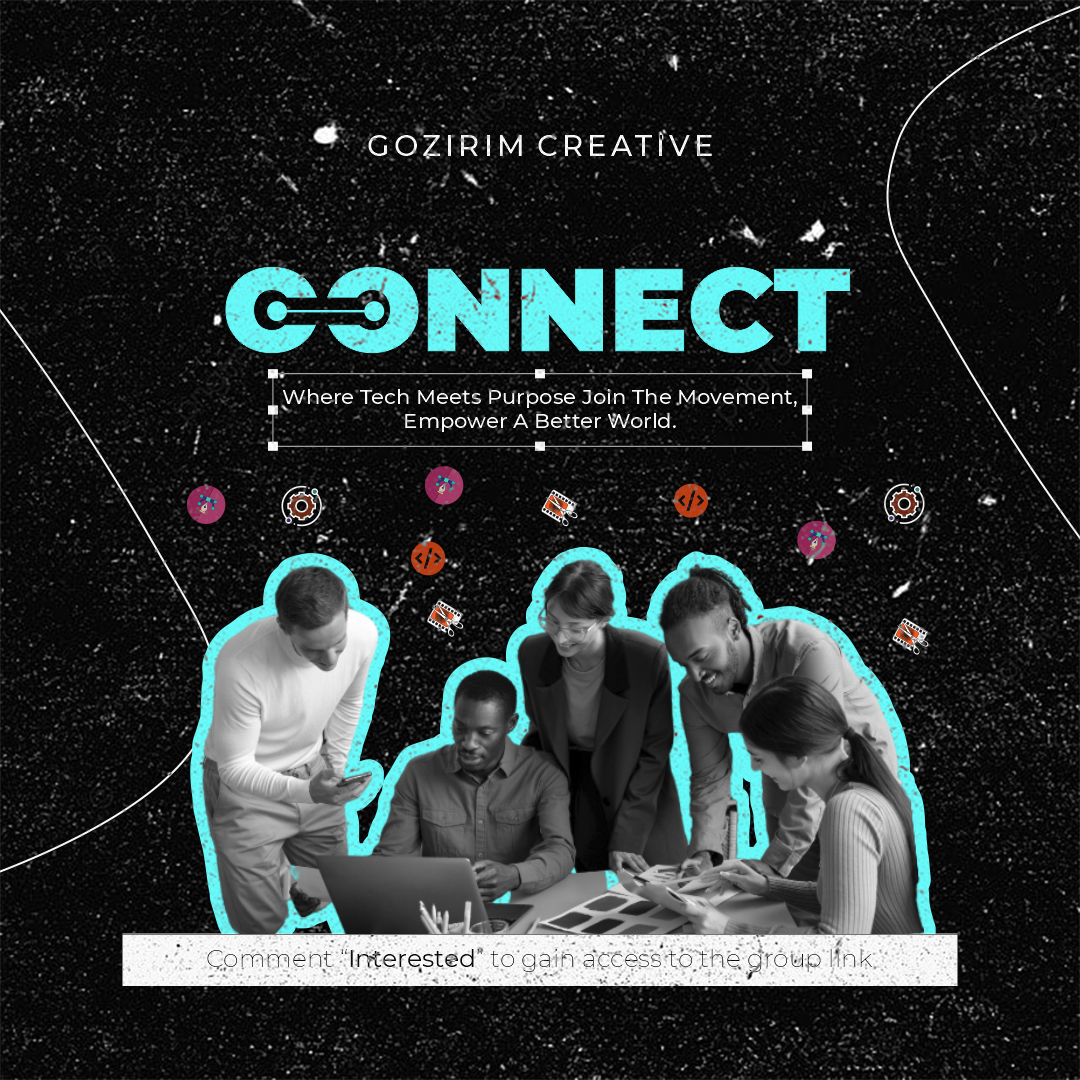 GOZIRIM CREATIVE
CONNECT
Where Tech Meets Purpose Join The Movement,
Empower A Better World.
Comment “Interested” to gain access to the group link.